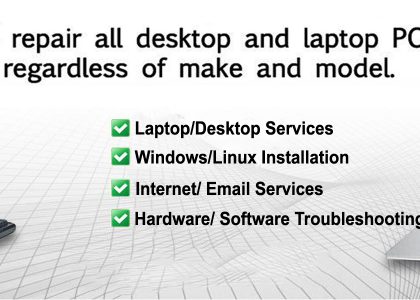 repair all desktop and laptop PC
regardless of make and model.
Laptop/Desktop Services
Windows/Linux Installation
Internet/ Email Services
Hardware/ Software Troubleshooting